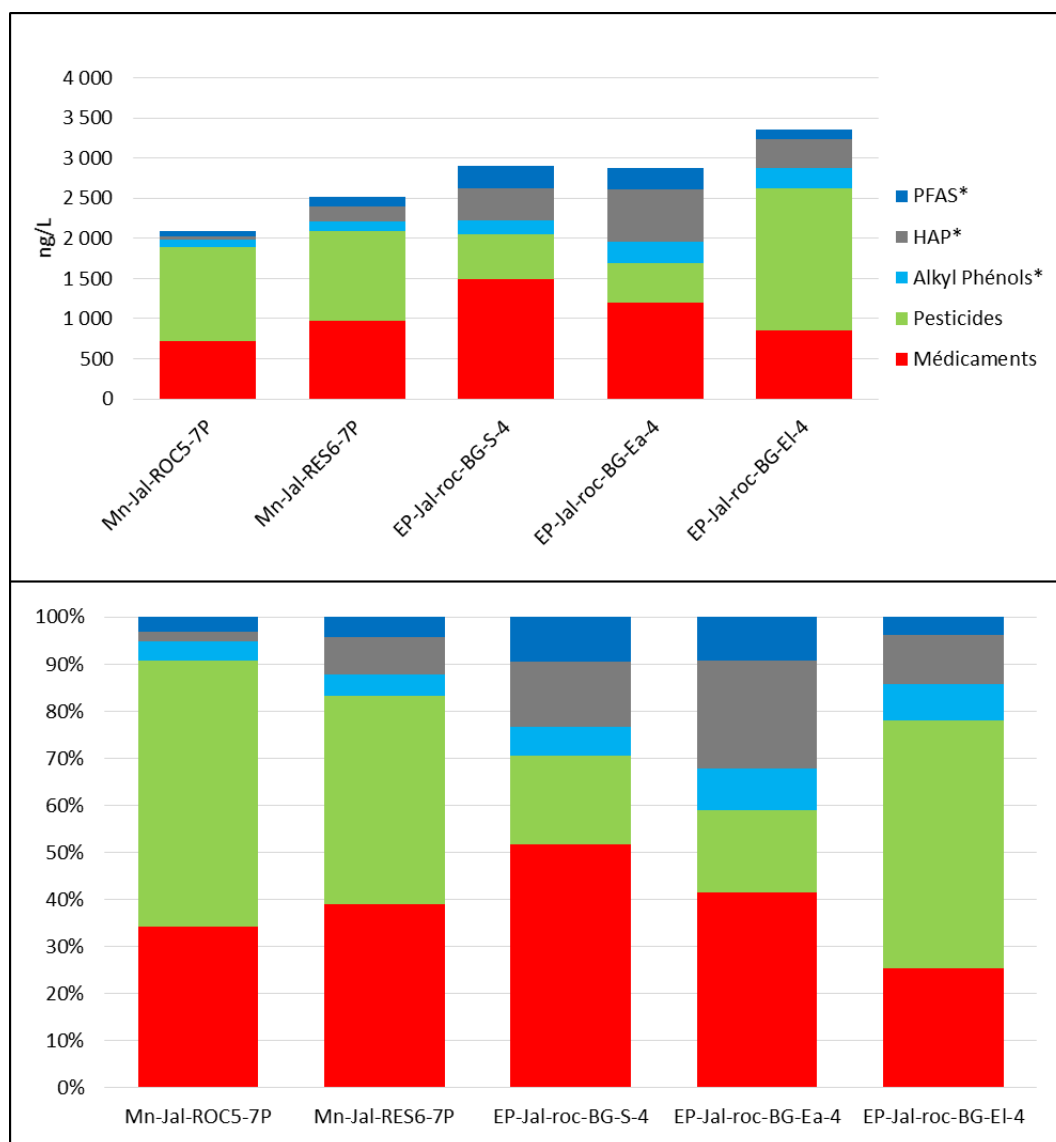 4 000
3 500
3 000
2 500
2 000
1 500
1 000
500
0
ng/L
Mn-Jal-ROC5-7P
Mn-Jal-RES6-7P
EP-Jal-roc-BG-S-4
EP-Jal-roc-BG-Ea-4
EP-Jal-roc-BG-El-4
PFAS*
HAP*
Alkyl Phénols*
Pesticides
Médicaments
100%
90%
80%
70%
60%
50%
40%
30%
20%
10%
0%
Mn-Jal-ROC5-7P
Mn-Jal-RES6-7P
EP-Jal-roc-BG-S-4
EP-Jal-roc-BG-Ea-4
EP-Jal-roc-BG-El-4